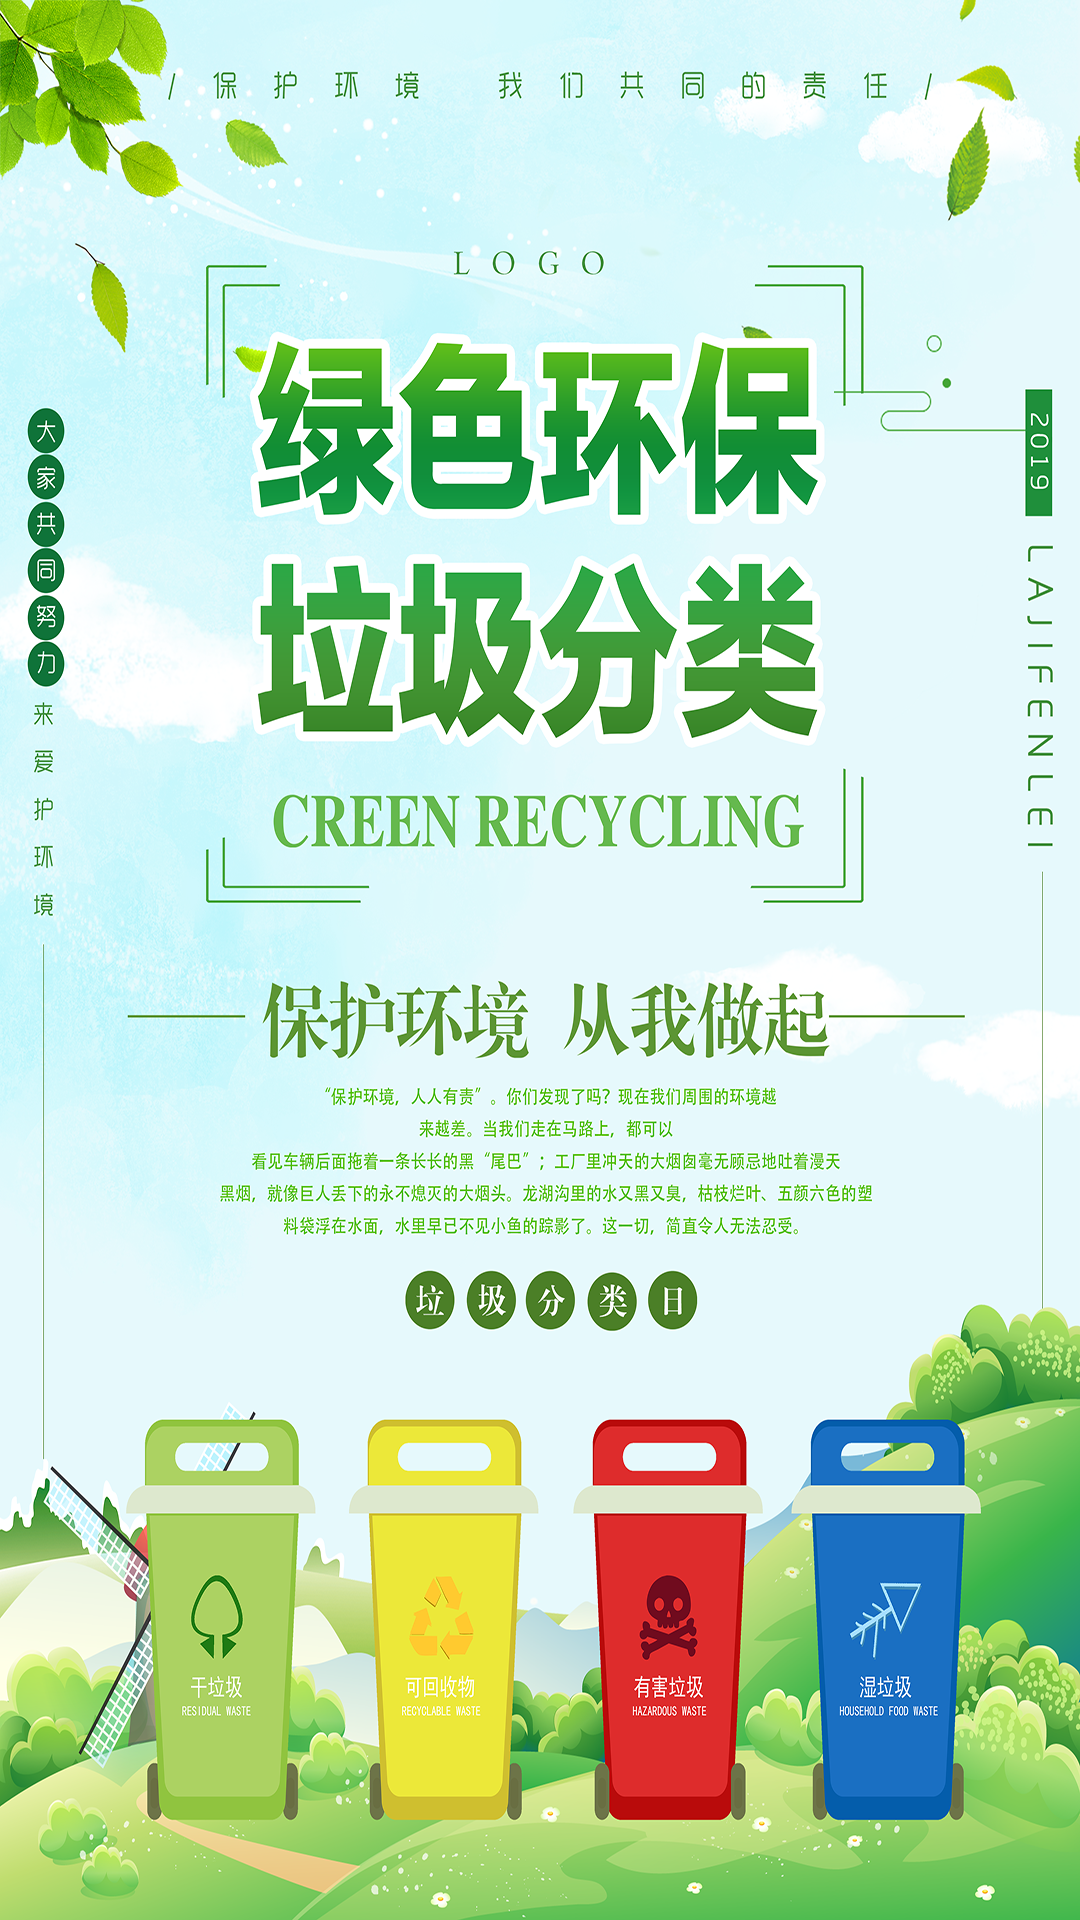 / 保护环境 我们共同的责任 /
LOGO
绿色环保
垃圾分类
CREEN RECYCLING
大家共同努力来爱护环境
2019
LAJIFENLEI
保护环境 从我做起
“保护环境，人人有责”。你们发现了吗？现在我们周围的环境越
来越差。当我们走在马路上，都可以
看见车辆后面拖着一条长长的黑“尾巴”；工厂里冲天的大烟囱毫无顾忌地吐着漫天
黑烟，就像巨人丢下的永不熄灭的大烟头。龙湖沟里的水又黑又臭，枯枝烂叶、五颜六色的塑
料袋浮在水面，水里早已不见小鱼的踪影了。这一切，简直令人无法忍受。
垃圾分类日
干垃圾
RESIDUAL WASTE
可回收物
RECYCLABLE WASTE
有害垃圾
HAZARDOUS WASTE
湿垃圾
HOUSEHOLD FOOD WASTE